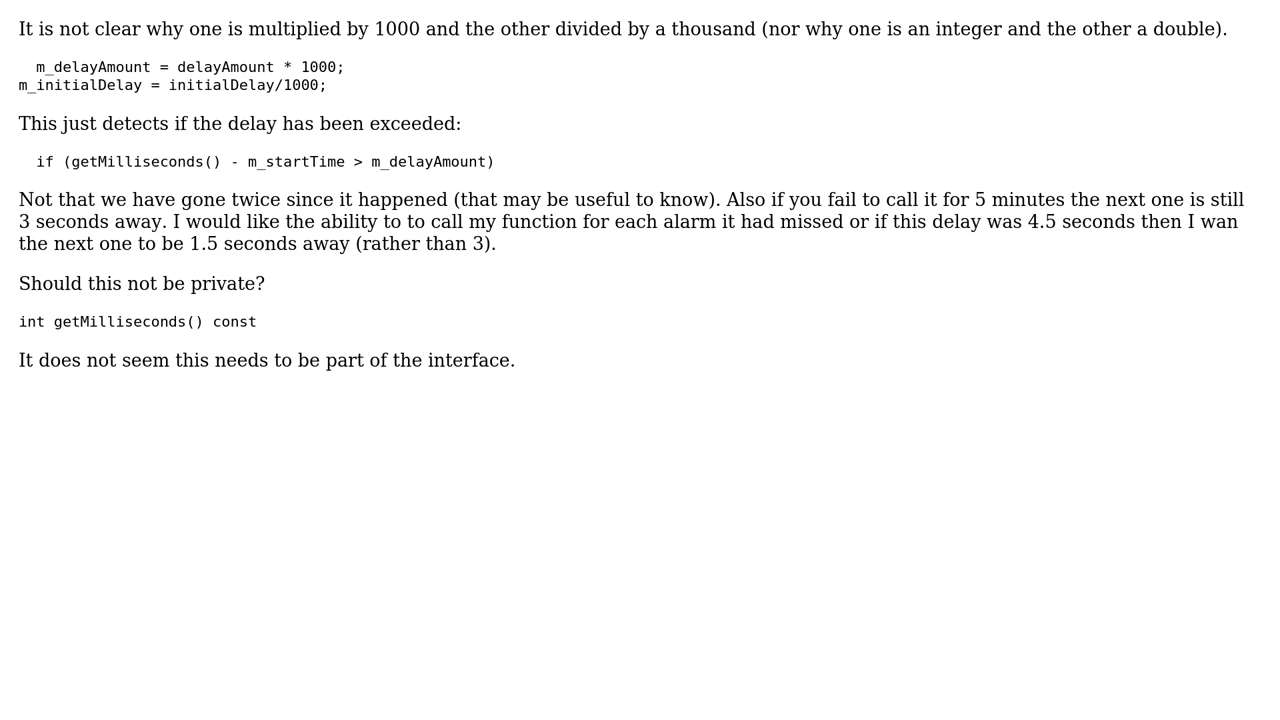 It is not clear why one is multiplied by 1000 and the other divided by a thousand (nor why one is an integer and the other a double).
m_delayAmount = delayAmount * 1000;
m_initialDelay = initialDelay/1000;
This just detects if the delay has been exceeded:
if (getMilliseconds() - m_startTime > m_delayAmount)
Not that we have gone twice since it happened (that may be useful to know). Also if you fail to call it for 5 minutes the next one is still
3 seconds away. I would like the ability to to call my function for each alarm it had missed or if this delay was 4.5 seconds then I wan
the next one to be 1.5 seconds away (rather than 3).
Should this not be private?
int getMilliseconds() const
It does not seem this needs to be part of the interface.